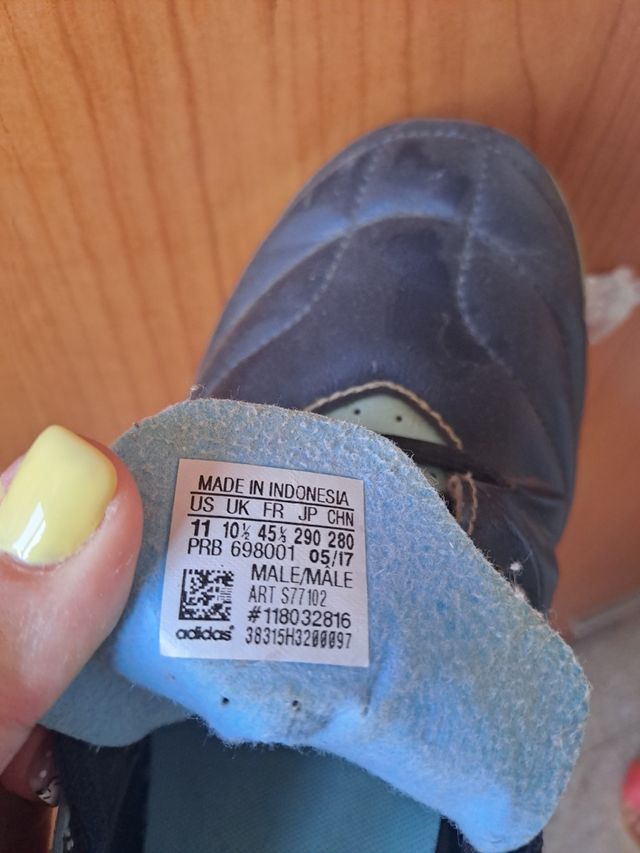 MADE IN INDONESIA
US UK FR JP CHN
11 10½ 45⅓ 290 280
PRB 698001 05/17
MALE/MÂLE
ART S77102
#118032816
adidas® 38315H3200097